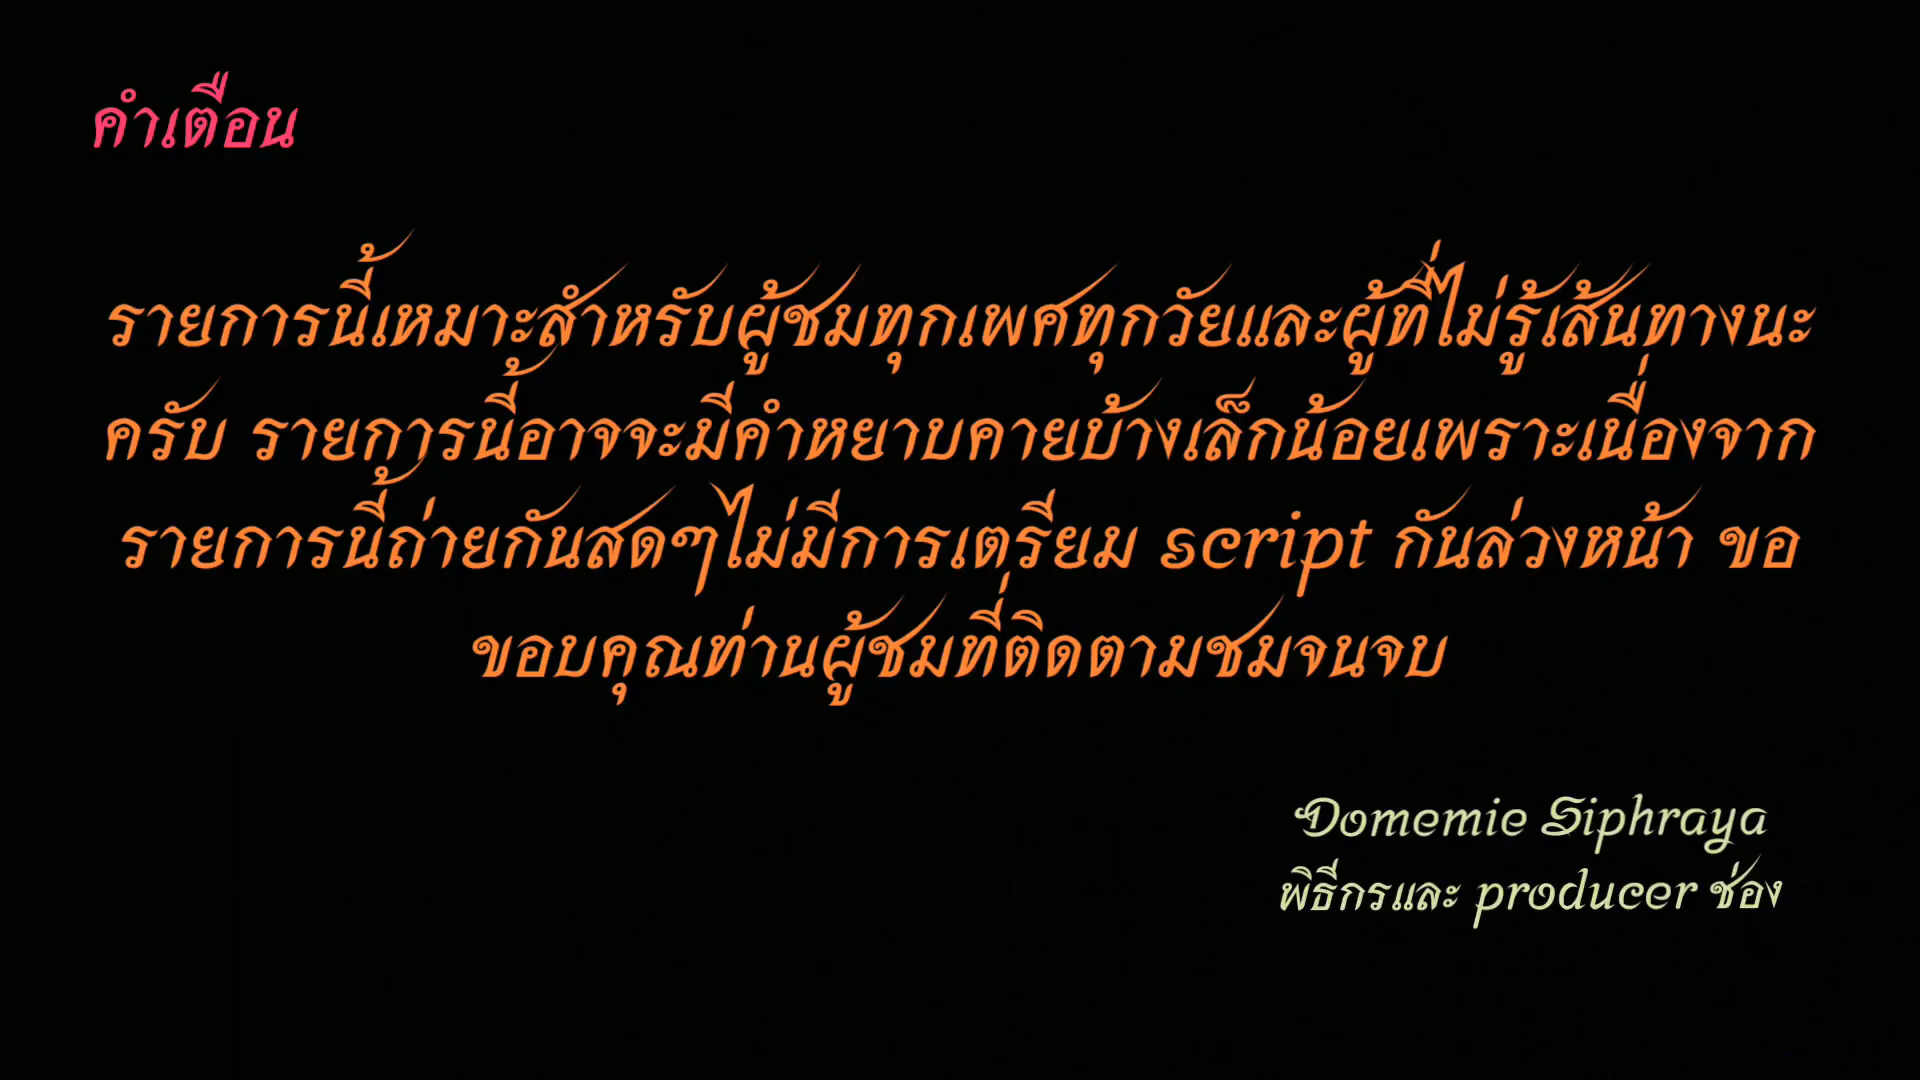 คำเตือน
รายการนี้เหมาะสำหรับผู้ชมทุกเพศทุกวัยและผู้ที่ไม่รู้เส้นทางนะ
ครับ รายการนี้อาจจะมีคำหยาบคายบ้างเล็กน้อยเพราะเนื่องจาก
รายการนี้ถ่ายกันสดๆไม่มีการเตรียม script กันล่วงหน้า ขอ
ขอบคุณท่านผู้ชมที่ติดตามชมจนจบ
Domemie Siphraya
พิธีกรและ producer ช่อง